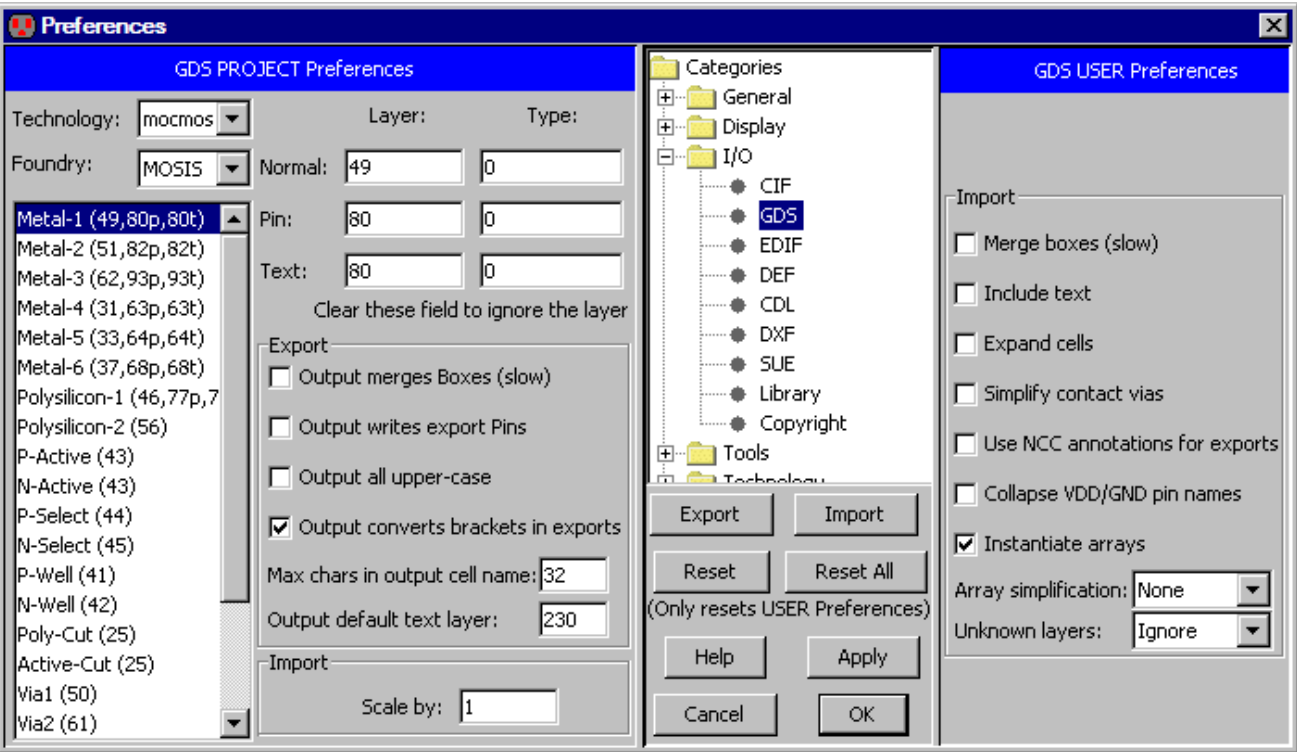 Preferences
GDS PROJECT Preferences
Technology: mocmos
Layer: Type:
Foundry: MOSIS
Normal: 49 0
Pin: 80 0
Text: 80 0
Clear these field to ignore the layer
Metal-1 (49,80p,80t)
Metal-2 (51,82p,82t)
Metal-3 (62,93p,93t)
Metal-4 (31,63p,63t)
Metal-5 (33,64p,64t)
Metal-6 (37,68p,68t)
Polysilicon-1 (46,77p,7
Polysilicon-2 (56)
P-Active (43)
N-Active (43)
P-Select (44)
N-Select (45)
P-Well (41)
N-Well (42)
Poly-Cut (25)
Active-Cut (25)
Via1 (50)
Via2 (61)
Export
Output merges Boxes (slow)
Output writes export Pins
Output all upper-case
Output converts brackets in exports
Max chars in output cell name: 32
Output default text layer: 230
Import
Scale by: 1
Categories
General
Display
I/O
CIF
GDS
EDIF
DEF
CDL
DXF
SUE
Library
Copyright
Tools
Technology
Export Import
Reset Reset All
(Only resets USER Preferences)
Help Apply
Cancel OK
GDS USER Preferences
Import
Merge boxes (slow)
Include text
Expand cells
Simplify contact vias
Use NCC annotations for exports
Collapse VDD/GND pin names
Instantiate arrays
Array simplification: None
Unknown layers: Ignore